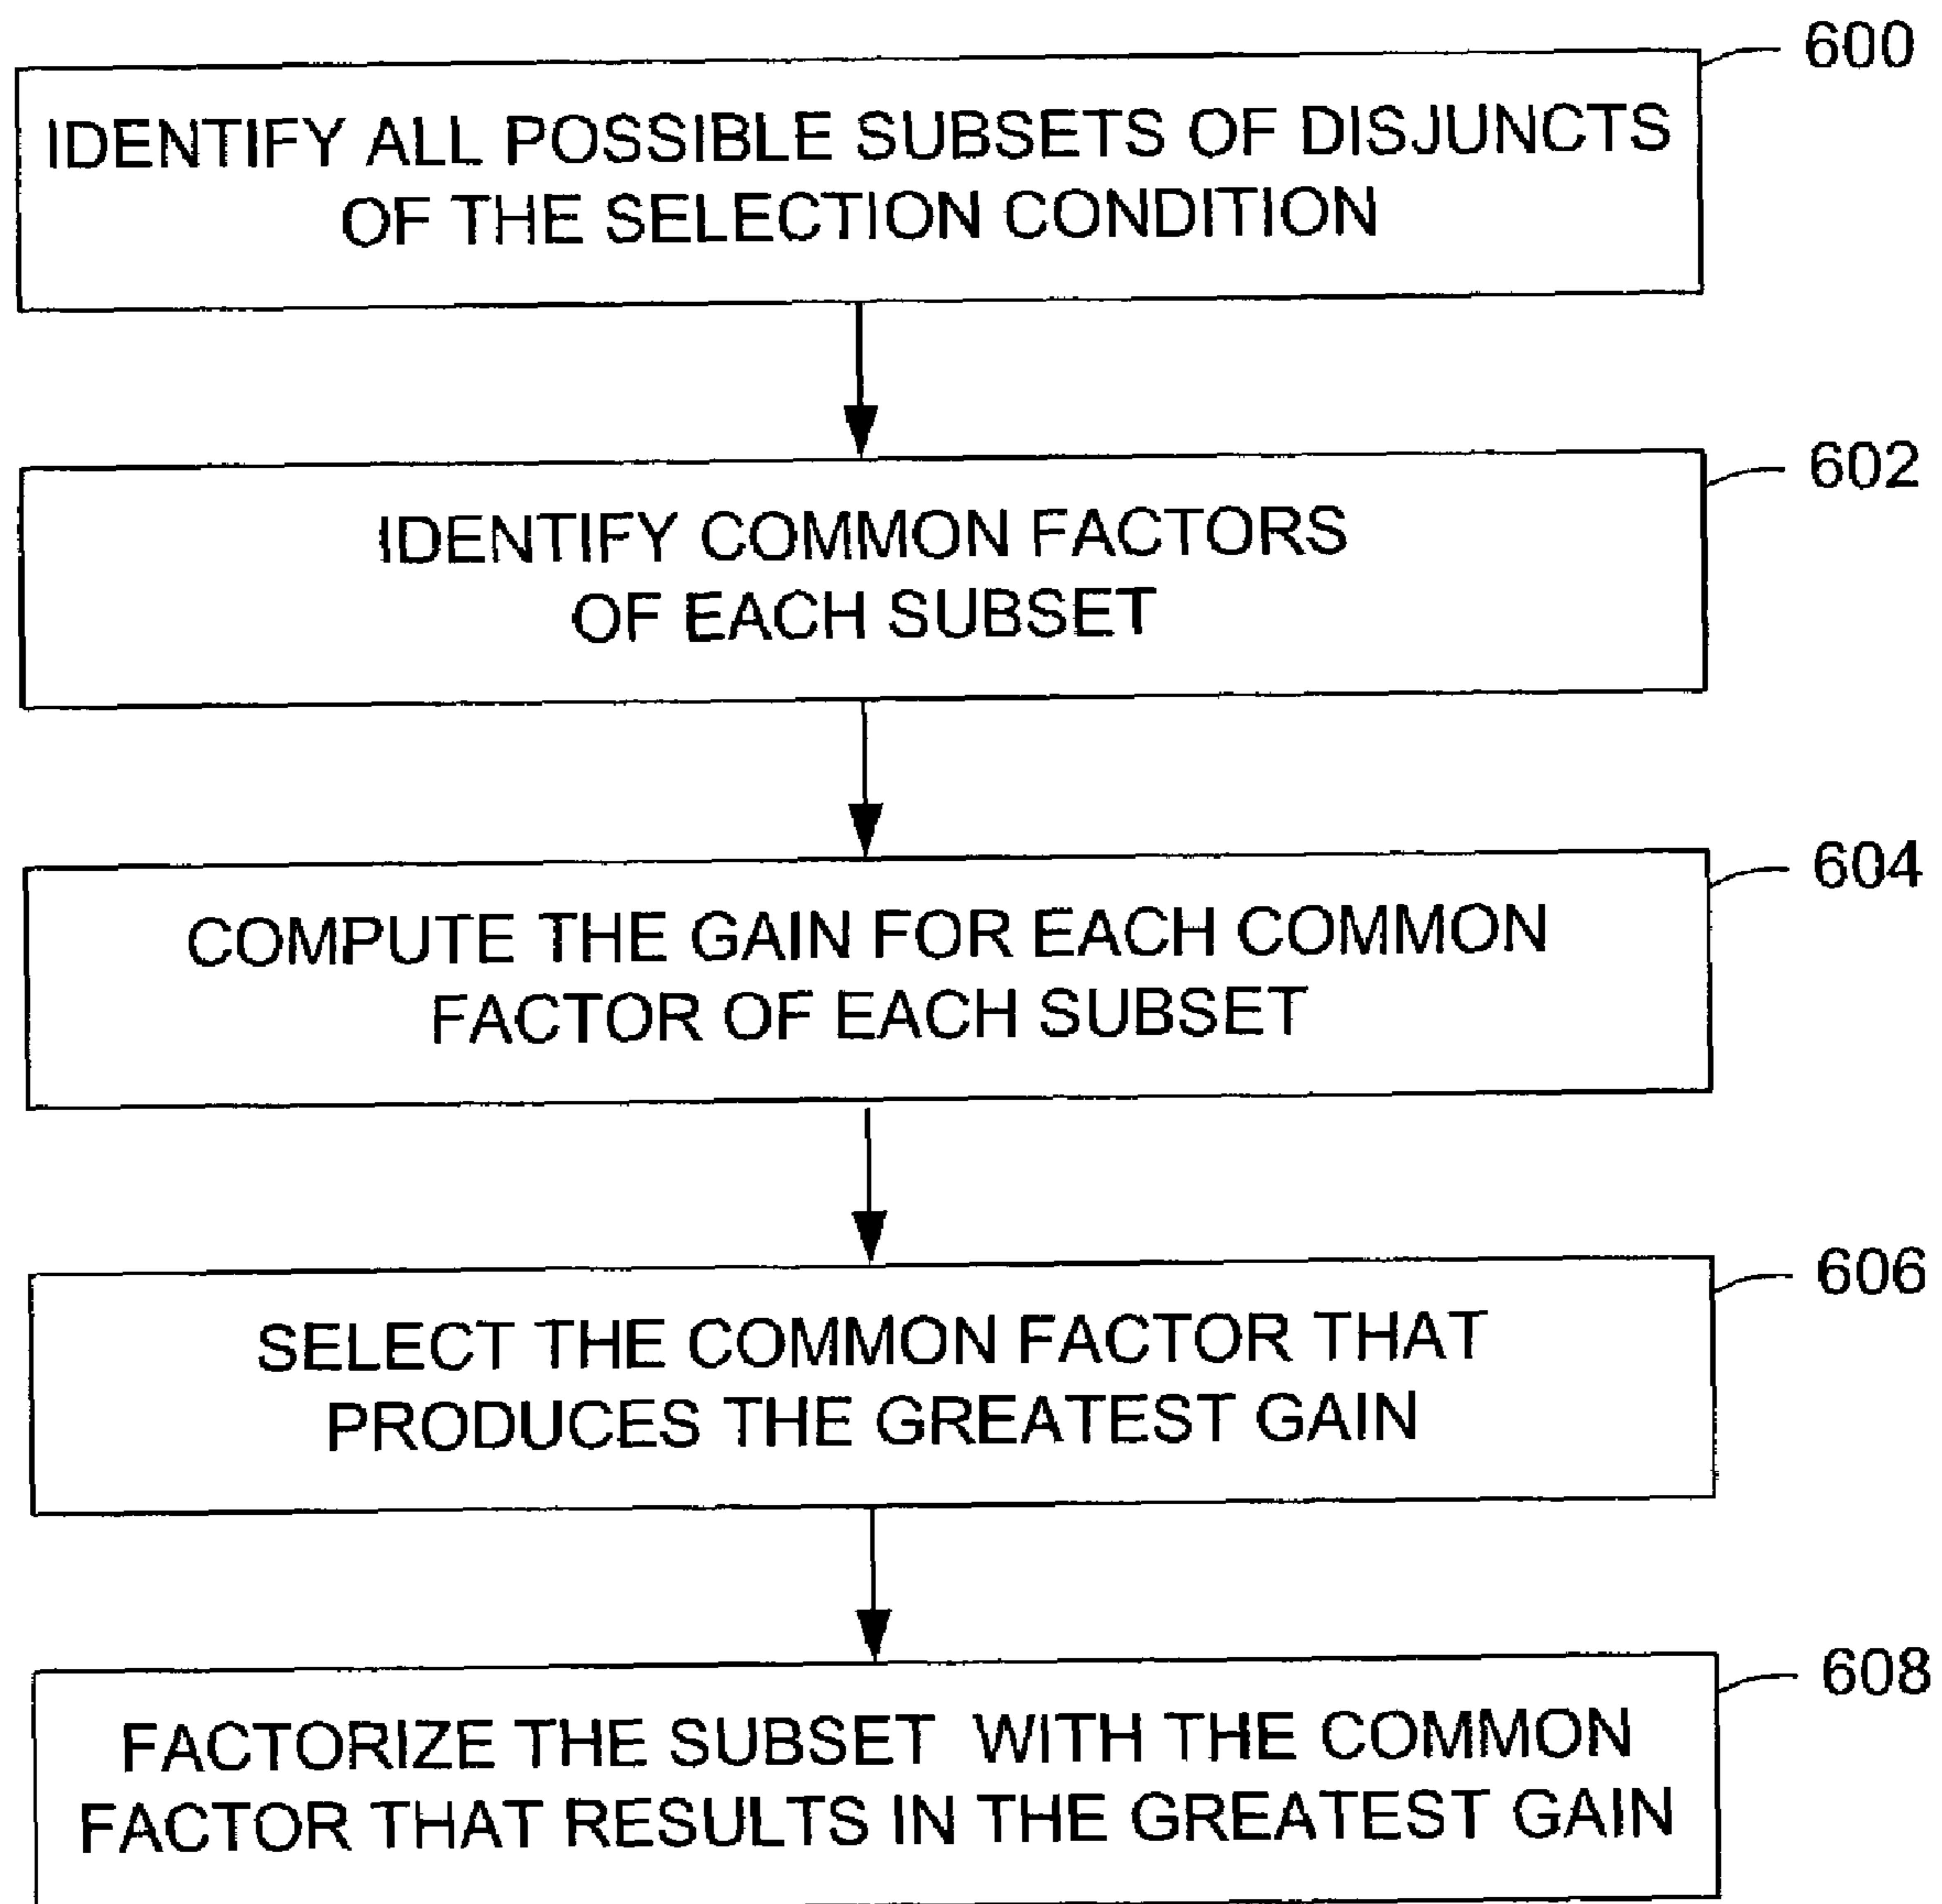 600
IDENTIFY ALL POSSIBLE SUBSETS OF DISJUNCTS
OF THE SELECTION CONDITION
602
IDENTIFY COMMON FACTORS
OF EACH SUBSET
604
COMPUTE THE GAIN FOR EACH COMMON
FACTOR OF EACH SUBSET
606
SELECT THE COMMON FACTOR THAT
PRODUCES THE GREATEST GAIN
608
FACTORIZE THE SUBSET WITH THE COMMON
FACTOR THAT RESULTS IN THE GREATEST GAIN